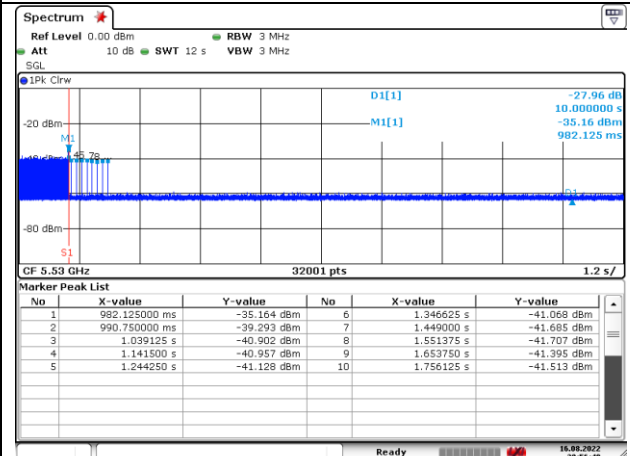 Spectrum
Ref Level 0.00 dBm RBW 3 MHz
Att 10 dB SWT 12 s VBW 3 MHz
SGL
1Pk Clrw
D1[1] -27.96 dB
10.000000 s
-20 dBm M1[1] -35.16 dBm
M1 982.125 ms
45 78
D1
-80 dBm
S1
CF 5.53 GHz 32001 pts 1.2 s/
Marker Peak List
No X-value Y-value No X-value Y-value
1 982.125000 ms -35.164 dBm 6 1.346625 s -41.068 dBm
2 990.750000 ms -39.293 dBm 7 1.449000 s -41.685 dBm
3 1.039125 s -40.902 dBm 8 1.551375 s -41.707 dBm
4 1.141500 s -40.957 dBm 9 1.653750 s -41.395 dBm
5 1.244250 s -41.128 dBm 10 1.756125 s -41.513 dBm
Ready 16.08.2022